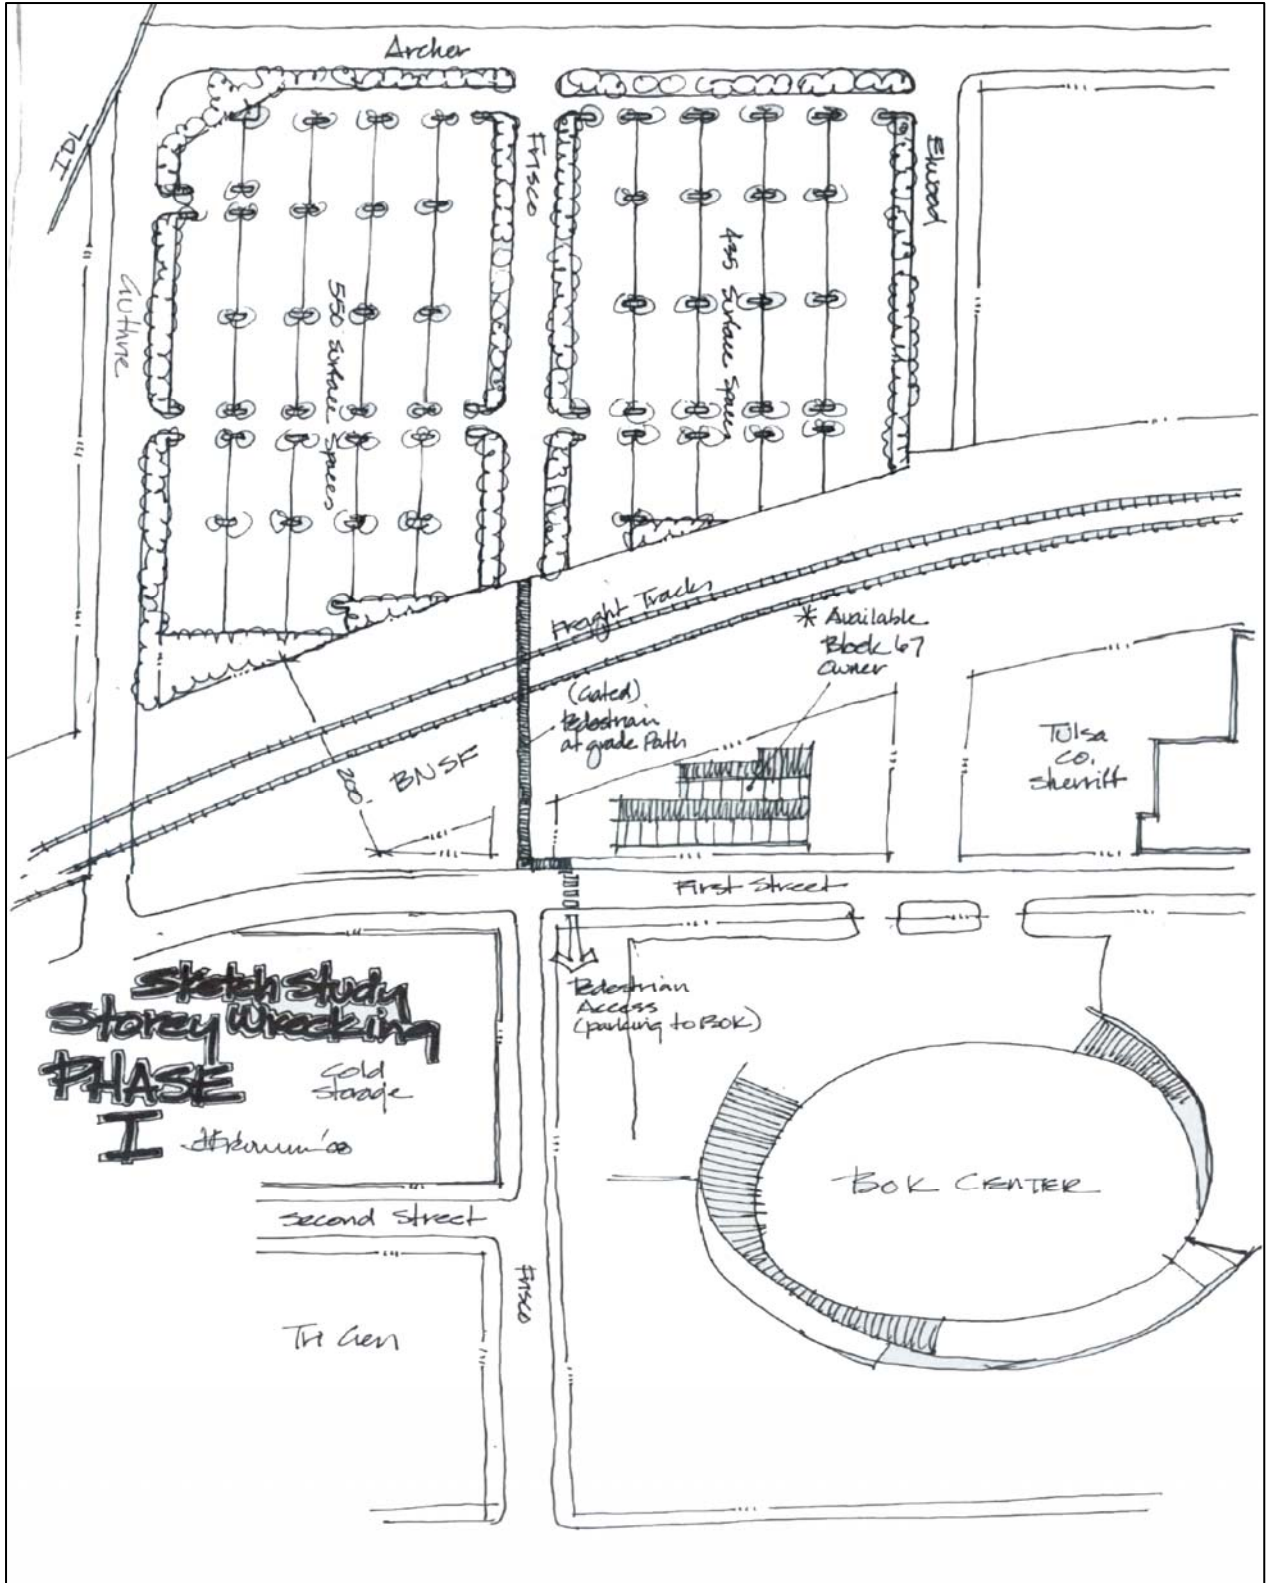 Archer
IDL
Frisco
Elwood
Guthrie
550 Surface Spaces
435 Surface Spaces
Freight Tracks
* Available
Block 67
Owner
(Gated)
Pedestrian
at grade Path
BNSF
200'
Tulsa
Co.
Sherriff
First Street
Sketch Study
Storey Wrecking
PHASE
I
Cold
Storage
Pedestrian
Access
(parking to BOK)
BOK CENTER
Second Street
Frisco
Tri Gen